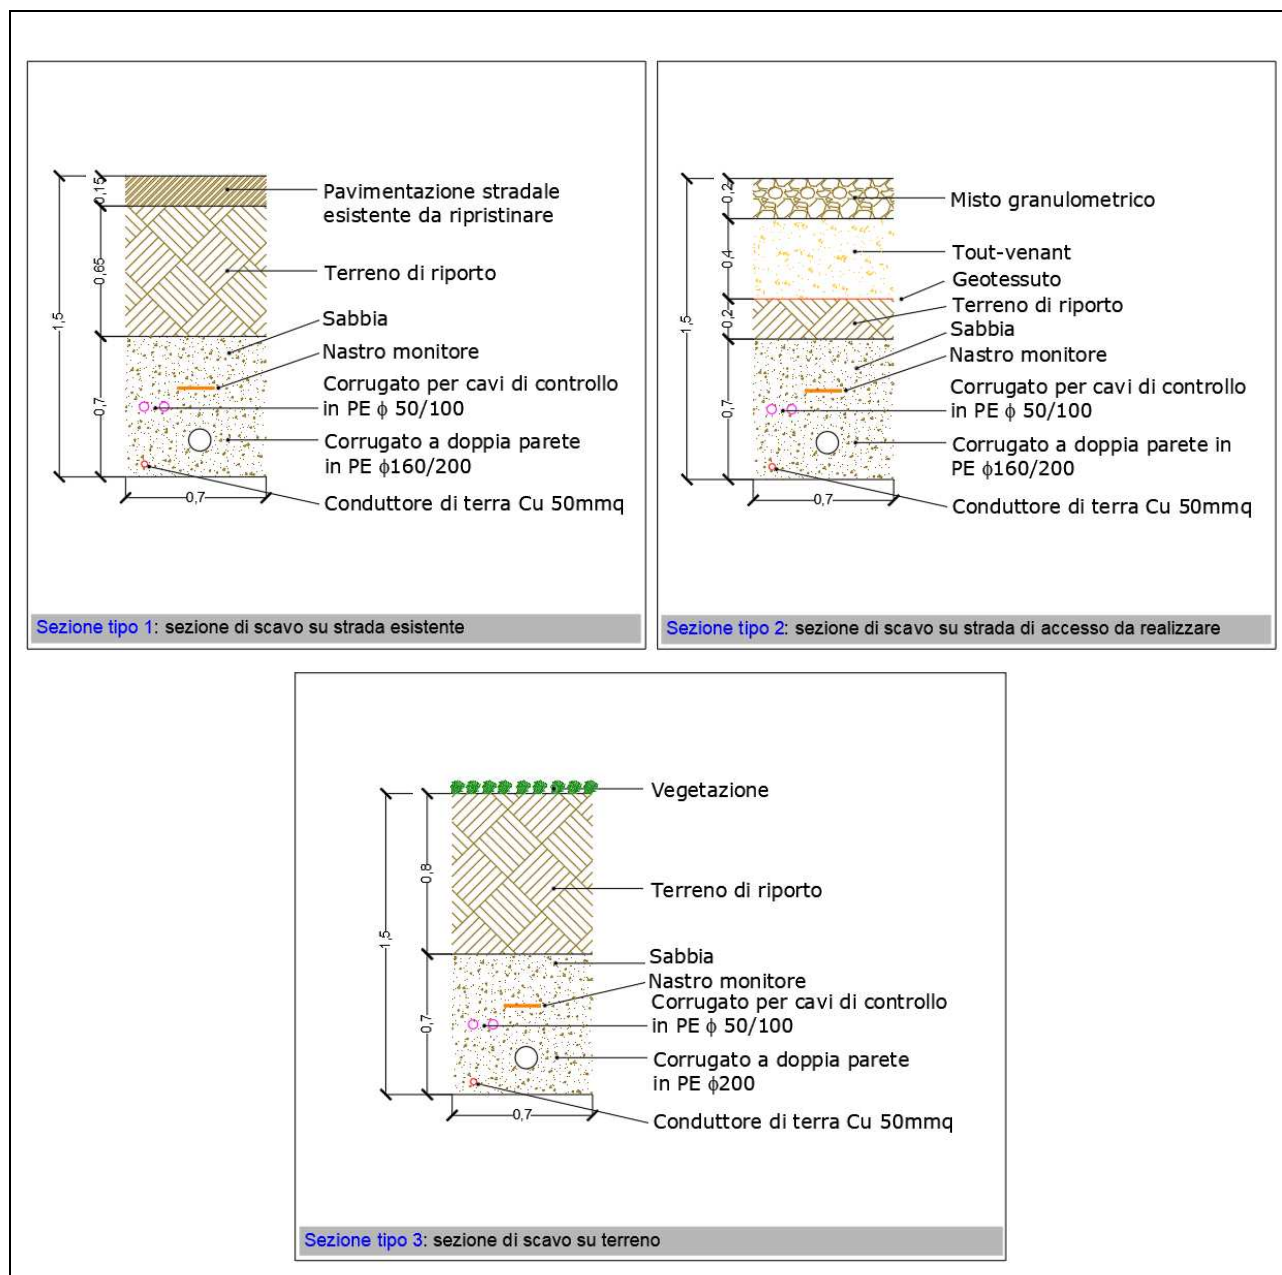 0,15
0,65
1,5
0,7
0,7
Pavimentazione stradale
esistente da ripristinare
Terreno di riporto
Sabbia
Nastro monitore
Corrugato per cavi di controllo
in PE ϕ 50/100
Corrugato a doppia parete
in PE ϕ160/200
Conduttore di terra Cu 50mmq
Sezione tipo 1: sezione di scavo su strada esistente
0,2
0,4
0,2
1,5
0,7
0,7
Misto granulometrico
Tout-venant
Geotessuto
Terreno di riporto
Sabbia
Nastro monitore
Corrugato per cavi di controllo
in PE ϕ 50/100
Corrugato a doppia parete in
PE ϕ160/200
Conduttore di terra Cu 50mmq
Sezione tipo 2: sezione di scavo su strada di accesso da realizzare
0,8
1,5
0,7
0,7
Vegetazione
Terreno di riporto
Sabbia
Nastro monitore
Corrugato per cavi di controllo
in PE ϕ 50/100
Corrugato a doppia parete
in PE ϕ200
Conduttore di terra Cu 50mmq
Sezione tipo 3: sezione di scavo su terreno